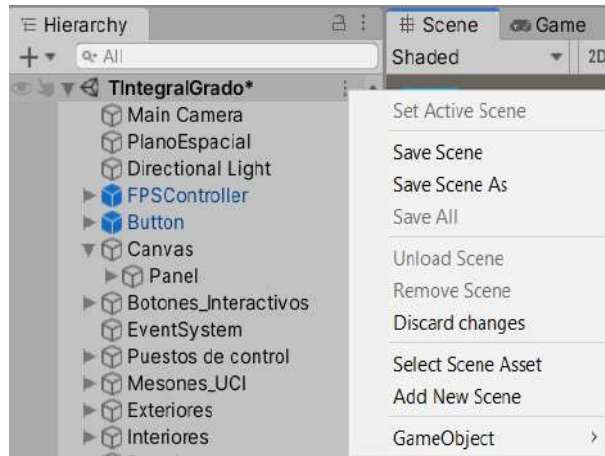 Hierarchy
All
TIntegralGrado*
Main Camera
PlanoEspacial
Directional Light
FPSController
Button
Canvas
Panel
Botones_Interactivos
EventSystem
Puestos de control
Mesones_UCI
Exteriores
Interiores
Scene
Game
Shaded
2D
Set Active Scene
Save Scene
Save Scene As
Save All
Unload Scene
Remove Scene
Discard changes
Select Scene Asset
Add New Scene
GameObject